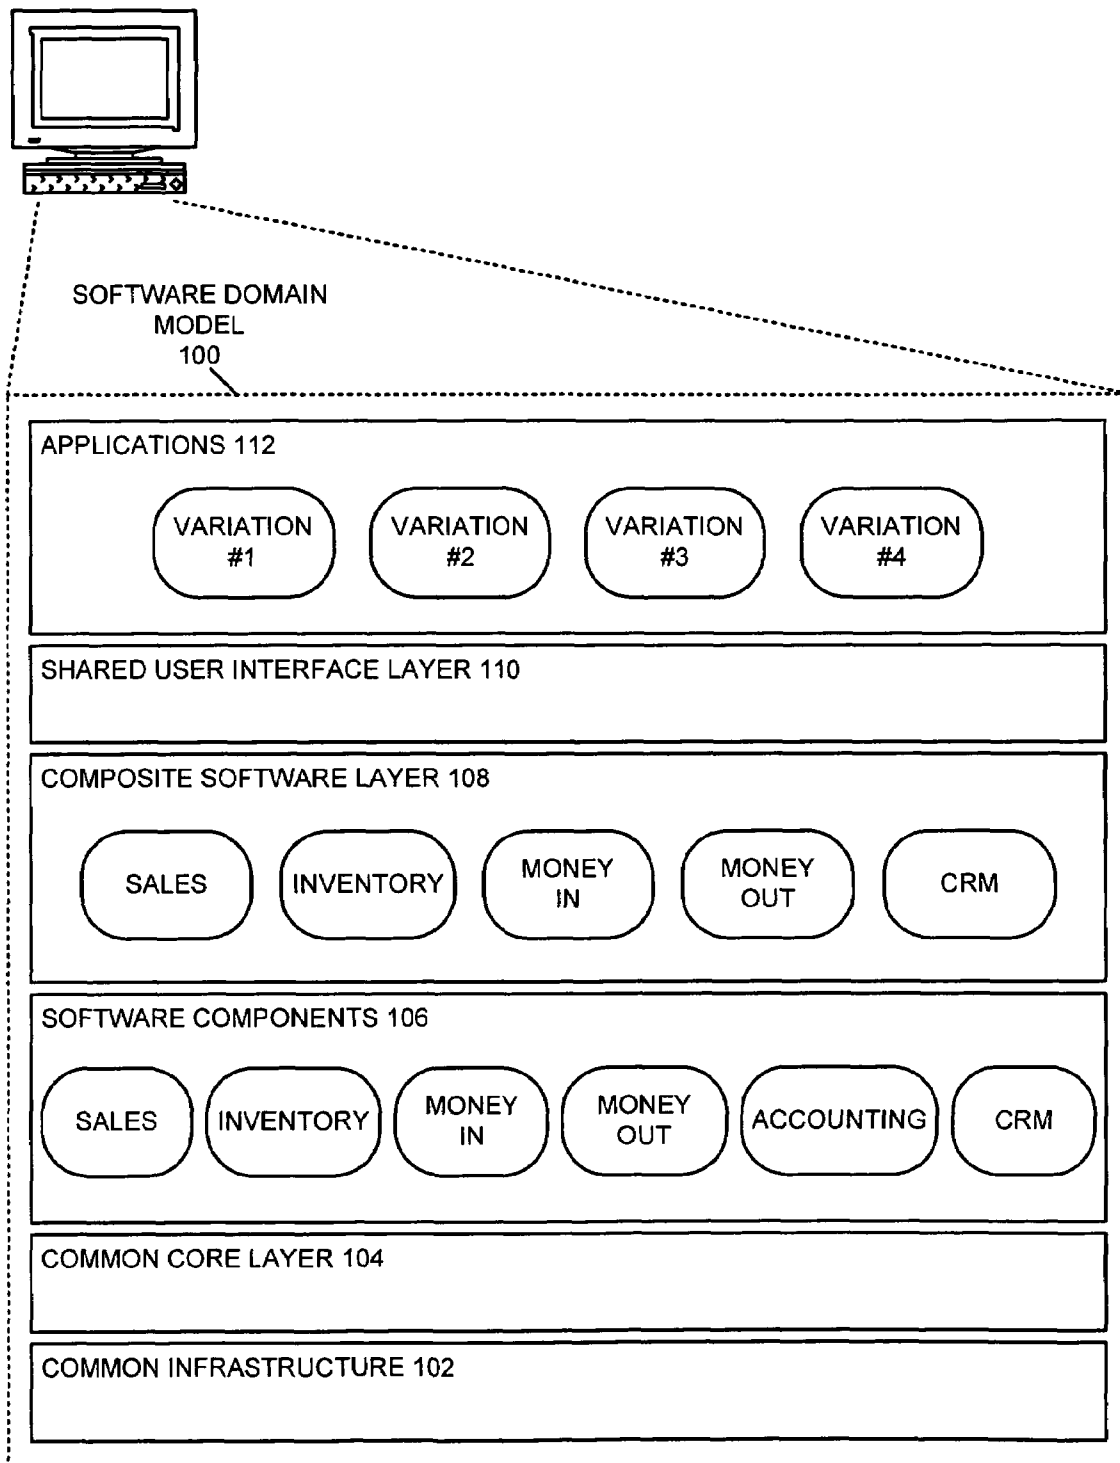 SOFTWARE DOMAIN
MODEL
100
APPLICATIONS 112
VARIATION
#1
VARIATION
#2
VARIATION
#3
VARIATION
#4
SHARED USER INTERFACE LAYER 110
COMPOSITE SOFTWARE LAYER 108
SALES
INVENTORY
MONEY
IN
MONEY
OUT
CRM
SOFTWARE COMPONENTS 106
SALES
INVENTORY
MONEY
IN
MONEY
OUT
ACCOUNTING
CRM
COMMON CORE LAYER 104
COMMON INFRASTRUCTURE 102